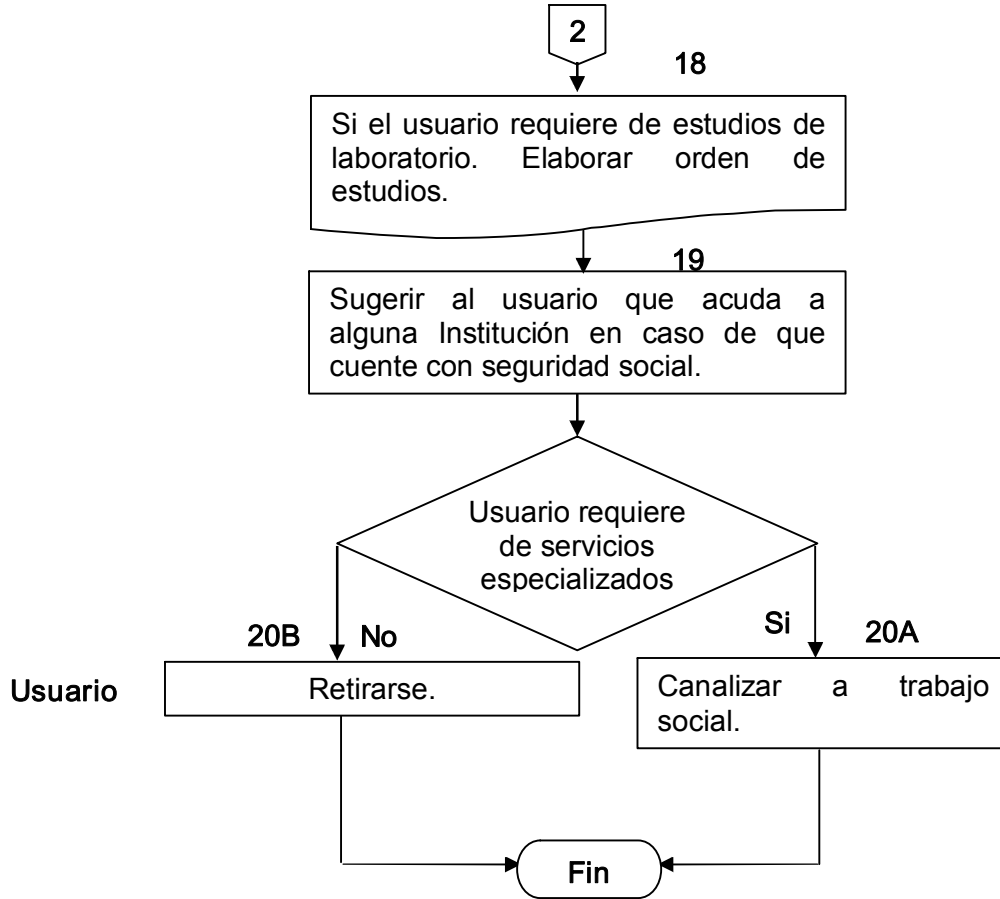 2
18
Si el usuario requiere de estudios de
laboratorio. Elaborar orden de
estudios.
19
Sugerir al usuario que acuda a
alguna Institución en caso de que
cuente con seguridad social.
Usuario requiere
de servicios
especializados
20B No
Si 20A
Usuario
Retirarse.
Canalizar a trabajo
social.
Fin